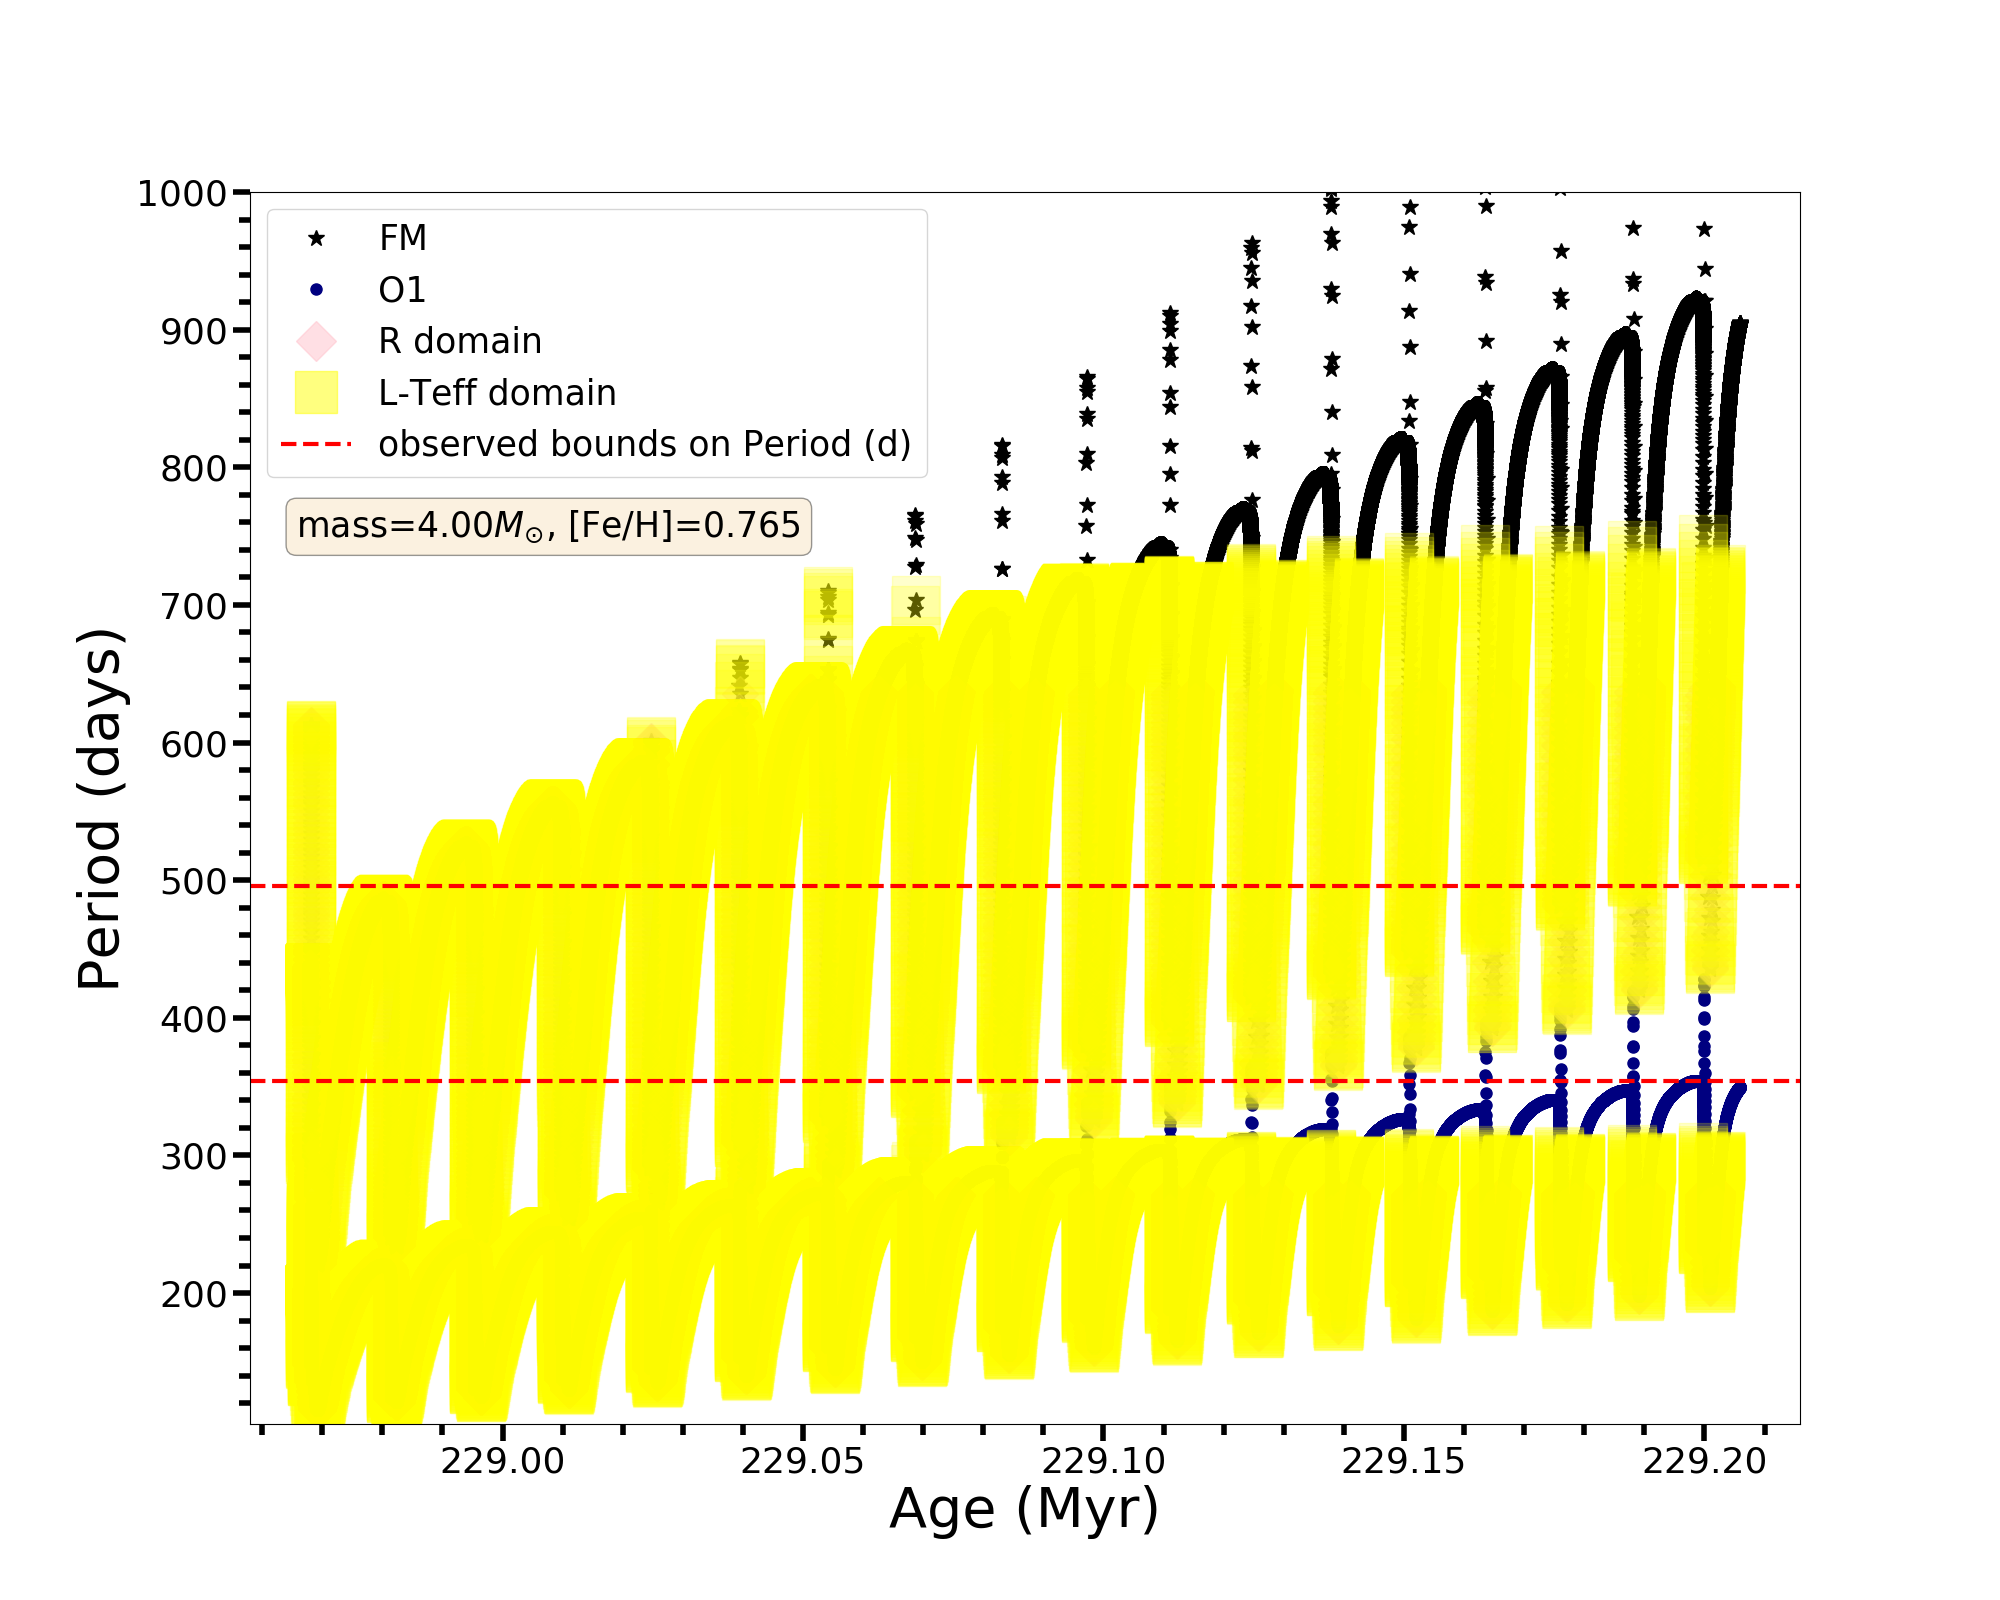 1000
900
800
700
600
500
400
300
200
Period (days)
FM
O1
R domain
L-Teff domain
observed bounds on Period (d)
mass=4.00M⊙, [Fe/H]=0.765
229.00 229.05 229.10 229.15 229.20
Age (Myr)